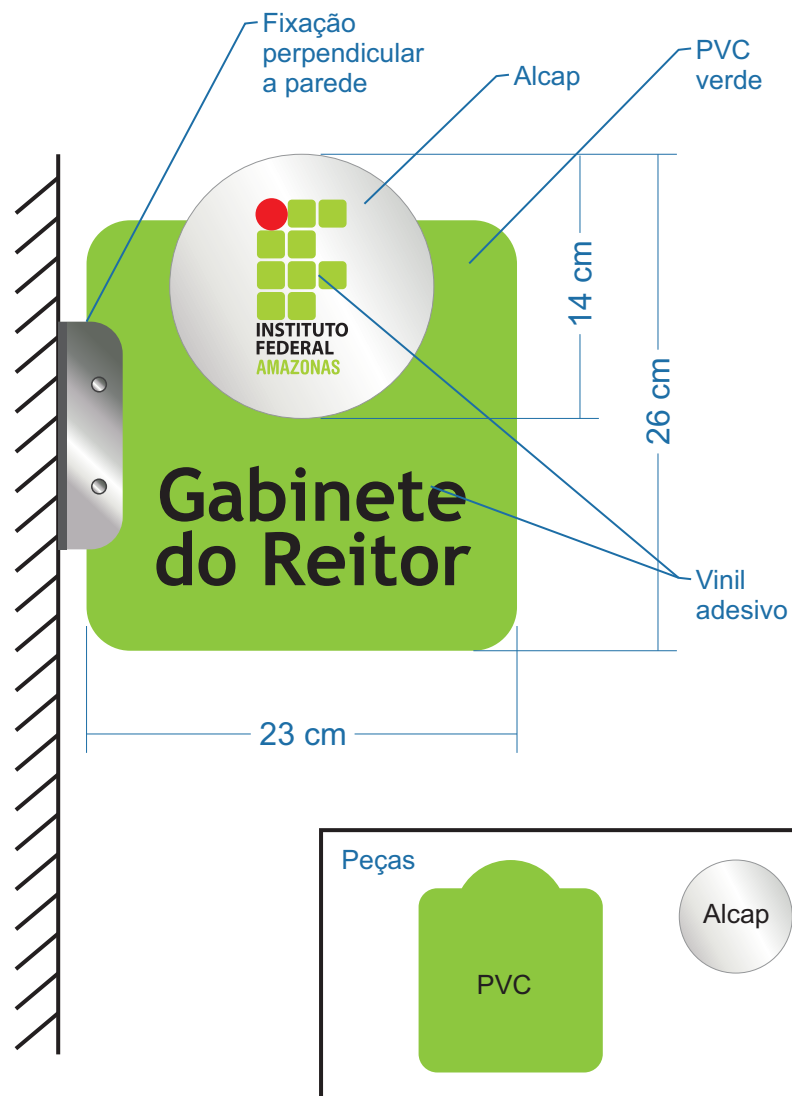 Fixação
perpendicular
a parede
Alcap
PVC
verde
INSTITUTO
FEDERAL
AMAZONAS
14 cm
26 cm
Gabinete
do Reitor
Vinil
adesivo
23 cm
Peças
PVC
Alcap